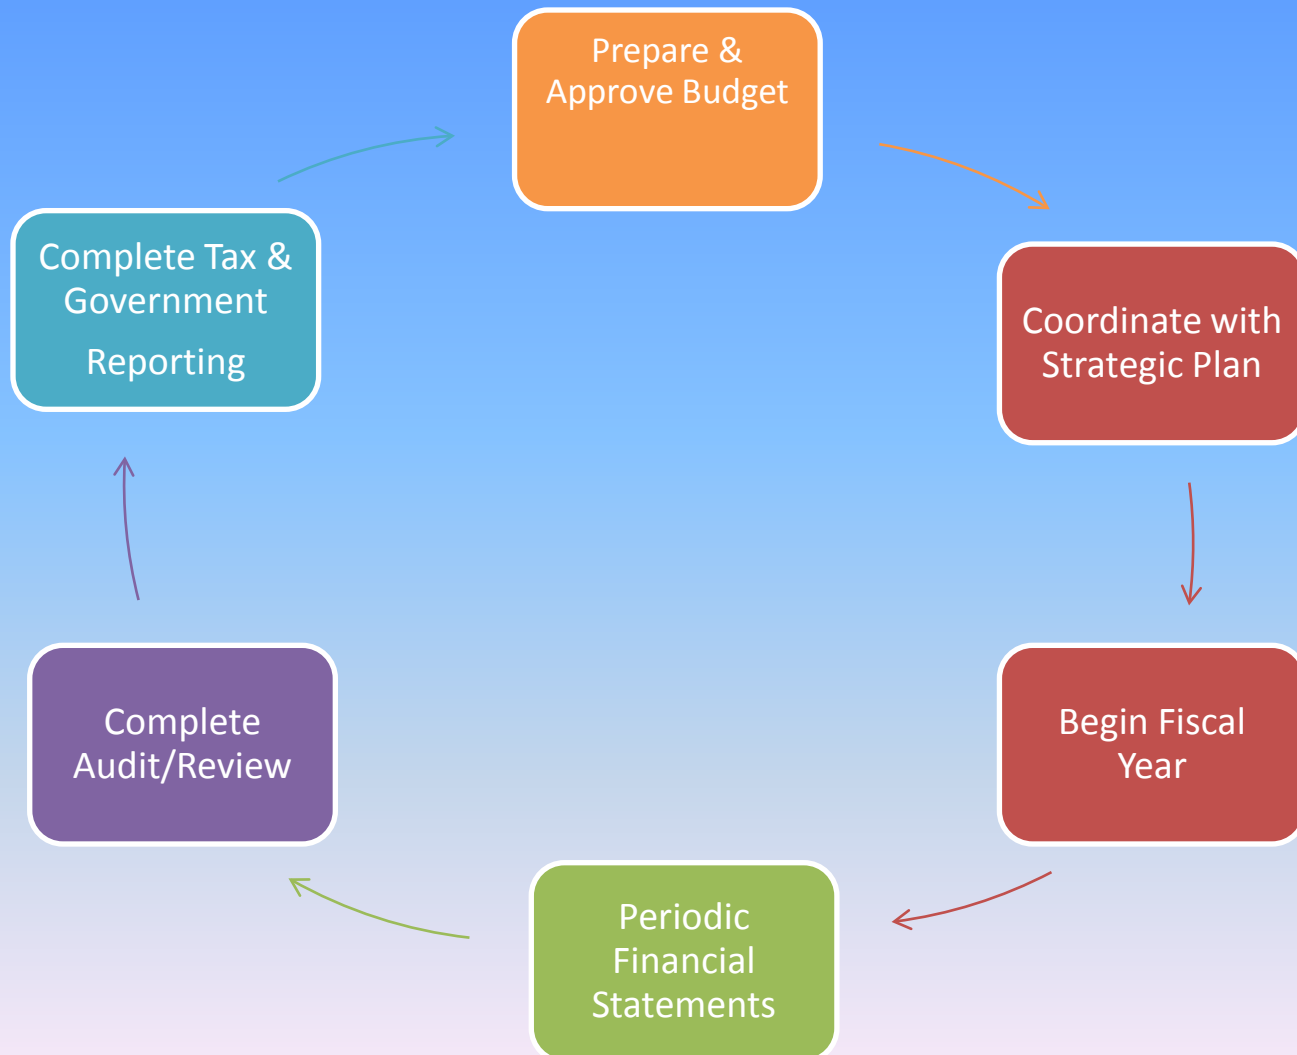 Prepare &
Approve Budget
Coordinate with
Strategic Plan
Begin Fiscal
Year
Periodic
Financial
Statements
Complete
Audit/Review
Complete Tax &
Government
Reporting